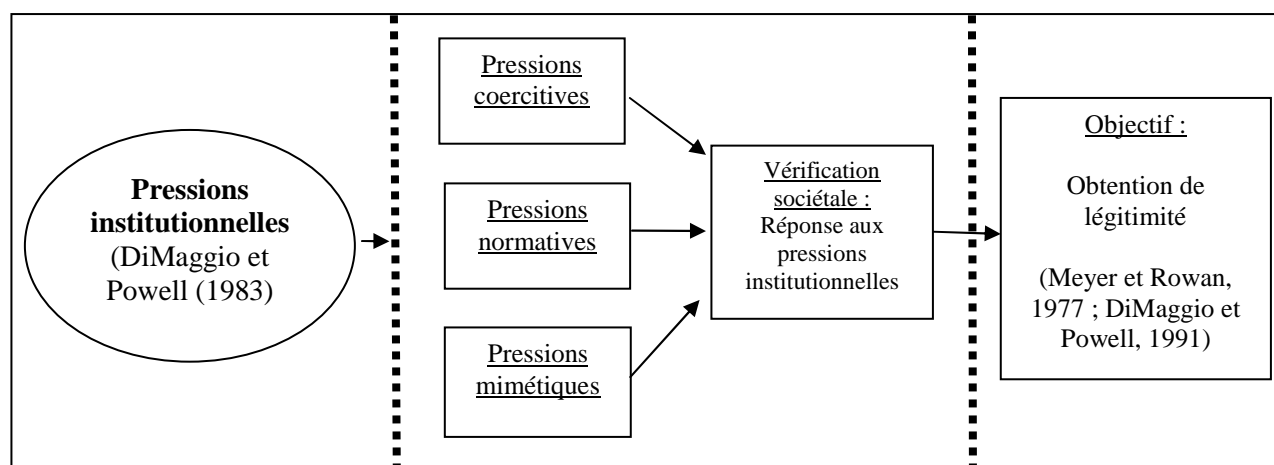 Pressions
institutionnelles
(DiMaggio et
Powell (1983)
Pressions
coercitives
Pressions
normatives
Pressions
mimétiques
Vérification
sociétale :
Réponse aux
pressions
institutionnelles
Objectif :
Obtention de
légitimité
(Meyer et Rowan,
1977 ; DiMaggio et
Powell, 1991)